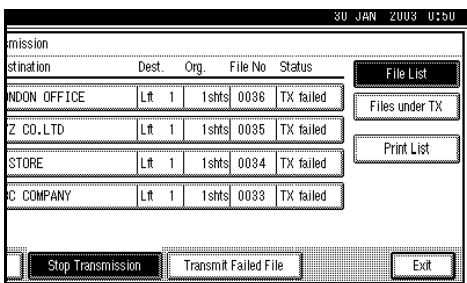 30 JAN 2003 0:50
smission
stination Dest. Org. File No Status
File List
NDON OFFICE Lft 1 1shts 0036 TX failed
Files under TX
Z CO.LTD Lft 1 1shts 0035 TX failed
Print List
STORE Lft 1 1shts 0034 TX failed
C COMPANY Lft 1 1shts 0033 TX failed
Stop Transmission Transmit Failed File Exit